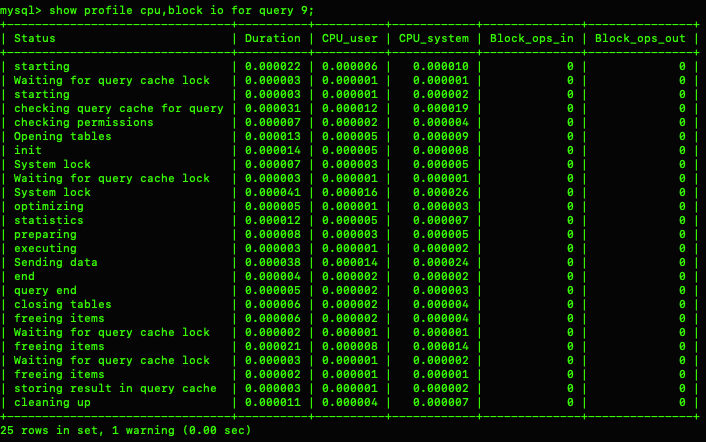 mysql> show profile cpu,block io for query 9;
+--------------------------------+----------+----------+------------+--------------+---------------+
| Status                         | Duration | CPU_user | CPU_system | Block_ops_in | Block_ops_out |
+--------------------------------+----------+----------+------------+--------------+---------------+
| starting                       | 0.000022 | 0.000006 |   0.000010 |            0 |             0 |
| Waiting for query cache lock   | 0.000003 | 0.000001 |   0.000001 |            0 |             0 |
| starting                       | 0.000003 | 0.000001 |   0.000002 |            0 |             0 |
| checking query cache for query | 0.000031 | 0.000012 |   0.000019 |            0 |             0 |
| checking permissions           | 0.000007 | 0.000002 |   0.000004 |            0 |             0 |
| Opening tables                 | 0.000013 | 0.000005 |   0.000009 |            0 |             0 |
| init                           | 0.000014 | 0.000005 |   0.000008 |            0 |             0 |
| System lock                    | 0.000007 | 0.000003 |   0.000005 |            0 |             0 |
| Waiting for query cache lock   | 0.000003 | 0.000001 |   0.000001 |            0 |             0 |
| System lock                    | 0.000041 | 0.000016 |   0.000026 |            0 |             0 |
| optimizing                     | 0.000005 | 0.000001 |   0.000003 |            0 |             0 |
| statistics                     | 0.000012 | 0.000005 |   0.000007 |            0 |             0 |
| preparing                      | 0.000008 | 0.000003 |   0.000005 |            0 |             0 |
| executing                      | 0.000003 | 0.000001 |   0.000002 |            0 |             0 |
| Sending data                   | 0.000038 | 0.000014 |   0.000024 |            0 |             0 |
| end                            | 0.000004 | 0.000002 |   0.000002 |            0 |             0 |
| query end                      | 0.000005 | 0.000002 |   0.000003 |            0 |             0 |
| closing tables                 | 0.000006 | 0.000002 |   0.000004 |            0 |             0 |
| freeing items                  | 0.000006 | 0.000002 |   0.000004 |            0 |             0 |
| Waiting for query cache lock   | 0.000002 | 0.000001 |   0.000001 |            0 |             0 |
| freeing items                  | 0.000021 | 0.000008 |   0.000014 |            0 |             0 |
| Waiting for query cache lock   | 0.000003 | 0.000001 |   0.000002 |            0 |             0 |
| freeing items                  | 0.000002 | 0.000001 |   0.000001 |            0 |             0 |
| storing result in query cache  | 0.000003 | 0.000001 |   0.000002 |            0 |             0 |
| cleaning up                    | 0.000011 | 0.000004 |   0.000007 |            0 |             0 |
+--------------------------------+----------+----------+------------+--------------+---------------+
25 rows in set, 1 warning (0.00 sec)